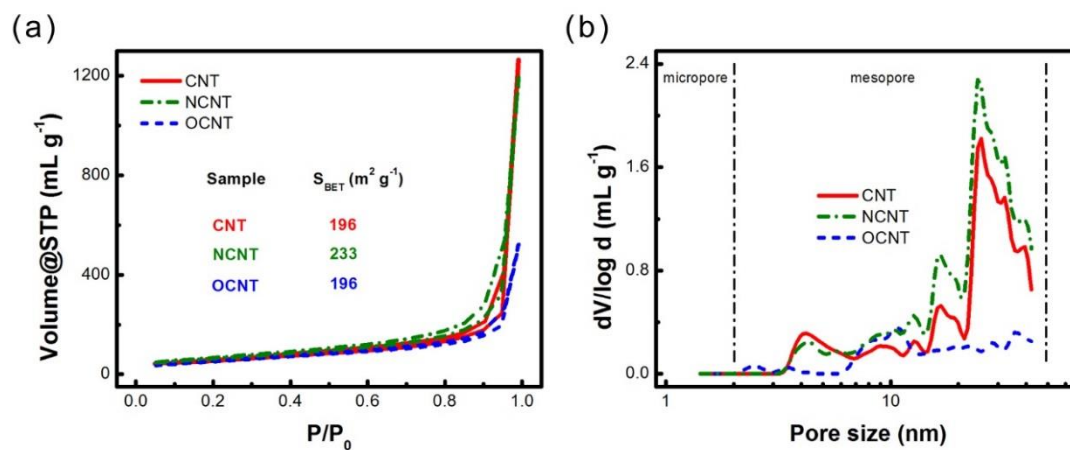 (a)
Volume@STP (mL g⁻¹)
1200
800
400
0
CNT
NCNT
OCNT
Sample S_BET (m² g⁻¹)
CNT 196
NCNT 233
OCNT 196
0.0 0.2 0.4 0.6 0.8 1.0
P/P₀
(b)
dV/log d (mL g⁻¹)
2.4
1.6
0.8
0.0
micropore mesopore
CNT
NCNT
OCNT
1 10
Pore size (nm)